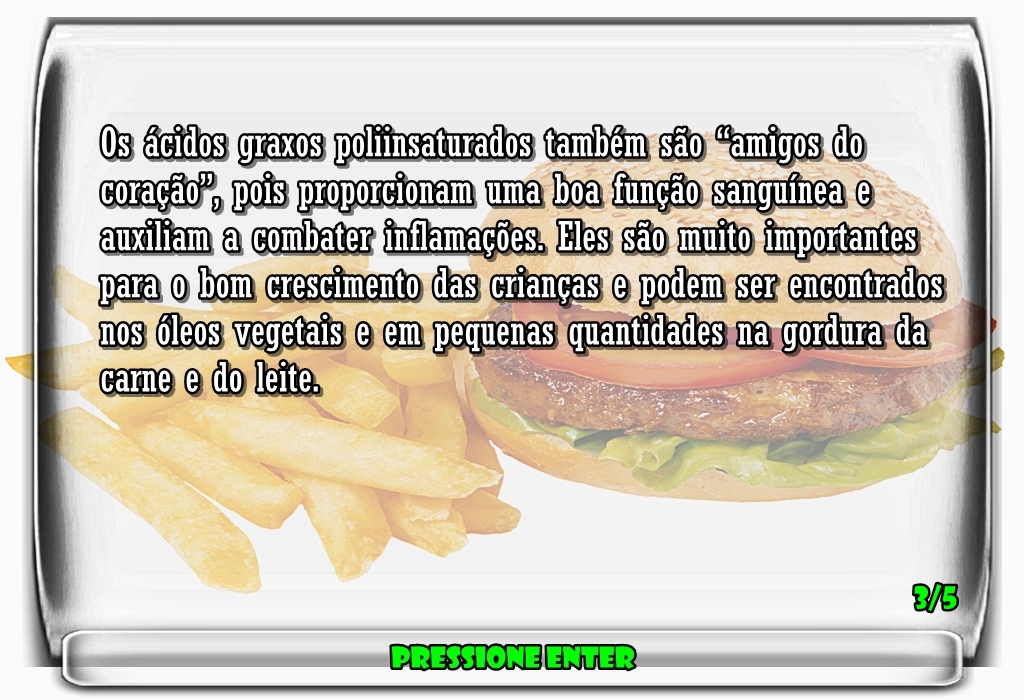 Os ácidos graxos poliinsaturados também são “amigos do
coração”, pois proporcionam uma boa função sanguínea e
auxiliam a combater inflamações. Eles são muito importantes
para o bom crescimento das crianças e podem ser encontrados
nos óleos vegetais e em pequenas quantidades na gordura da
carne e do leite.
3/5
PRESSIONE ENTER